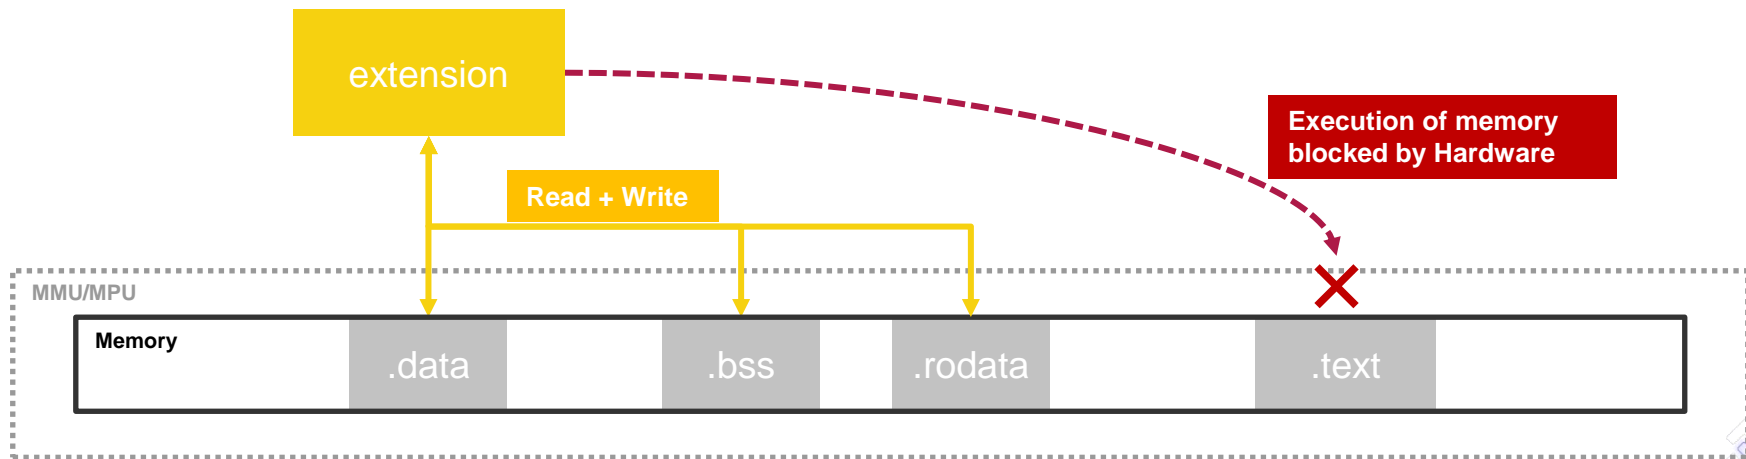 extension
Execution of memory
blocked by Hardware
Read + Write
MMU/MPU
Memory
.data
.bss
.rodata
.text